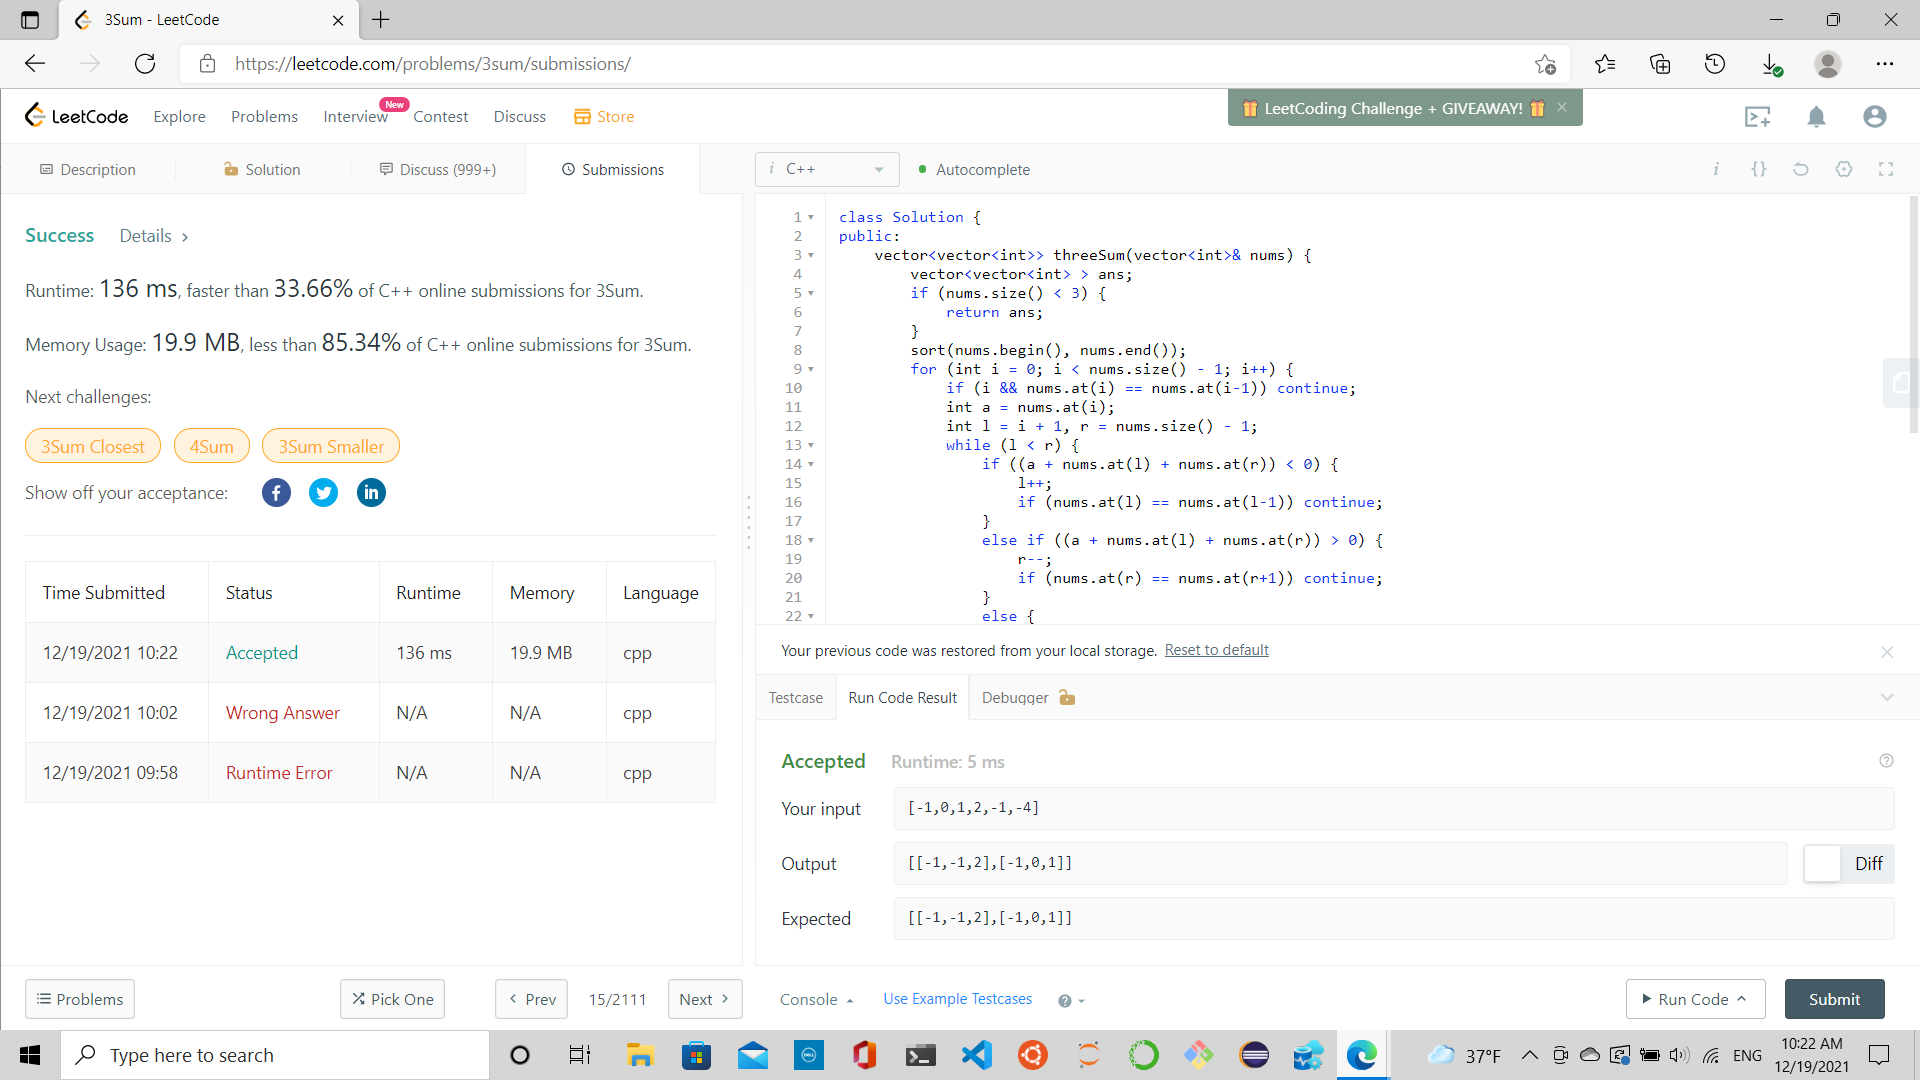 3Sum - LeetCode
https://leetcode.com/problems/3sum/submissions/
LeetCode Explore Problems Interview New Contest Discuss Store
LeetCoding Challenge + GIVEAWAY!
Description Solution Discuss (999+) Submissions
i C++ Autocomplete
Success Details >
Runtime: 136 ms, faster than 33.66% of C++ online submissions for 3Sum.
Memory Usage: 19.9 MB, less than 85.34% of C++ online submissions for 3Sum.
Next challenges:
3Sum Closest 4Sum 3Sum Smaller
Show off your acceptance:
Time Submitted Status Runtime Memory Language
12/19/2021 10:22 Accepted 136 ms 19.9 MB cpp
12/19/2021 10:02 Wrong Answer N/A N/A cpp
12/19/2021 09:58 Runtime Error N/A N/A cpp
1 class Solution {
2 public:
3 vector<vector<int>> threeSum(vector<int>& nums) {
4 vector<vector<int> > ans;
5 if (nums.size() < 3) {
6 return ans;
7 }
8 sort(nums.begin(), nums.end());
9 for (int i = 0; i < nums.size() - 1; i++) {
10 if (i && nums.at(i) == nums.at(i-1)) continue;
11 int a = nums.at(i);
12 int l = i + 1, r = nums.size() - 1;
13 while (l < r) {
14 if ((a + nums.at(l) + nums.at(r)) < 0) {
15 l++;
16 if (nums.at(l) == nums.at(l-1)) continue;
17 }
18 else if ((a + nums.at(l) + nums.at(r)) > 0) {
19 r--;
20 if (nums.at(r) == nums.at(r+1)) continue;
21 }
22 else {
Your previous code was restored from your local storage. Reset to default
Testcase Run Code Result Debugger
Accepted Runtime: 5 ms
Your input [-1,0,1,2,-1,-4]
Output [[-1,-1,2],[-1,0,1]] Diff
Expected [[-1,-1,2],[-1,0,1]]
Problems Pick One < Prev 15/2111 Next >
Console Use Example Testcases Run Code Submit
Type here to search
37°F ENG 10:22 AM
12/19/2021